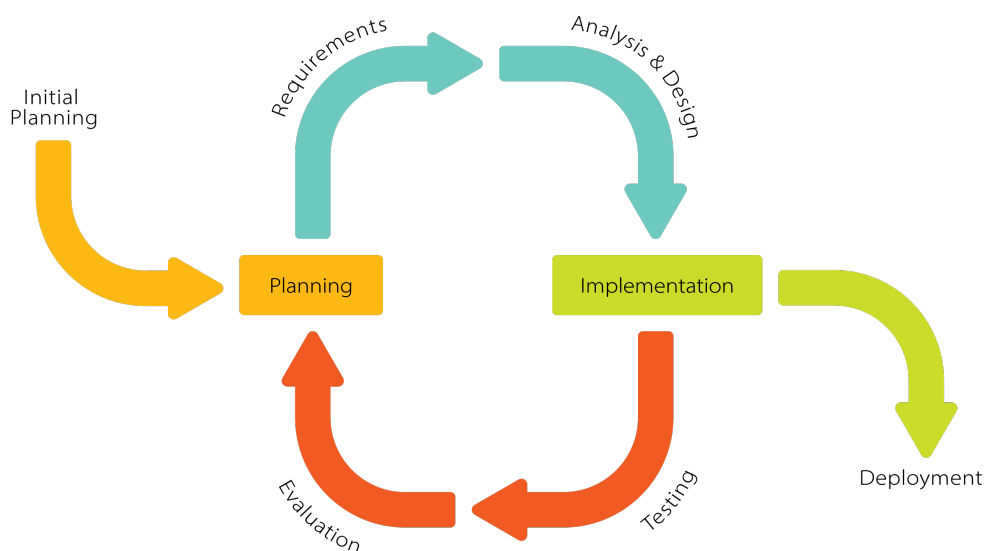 Initial
Planning
Requirements
Analysis & Design
Planning
Implementation
Evaluation
Testing
Deployment